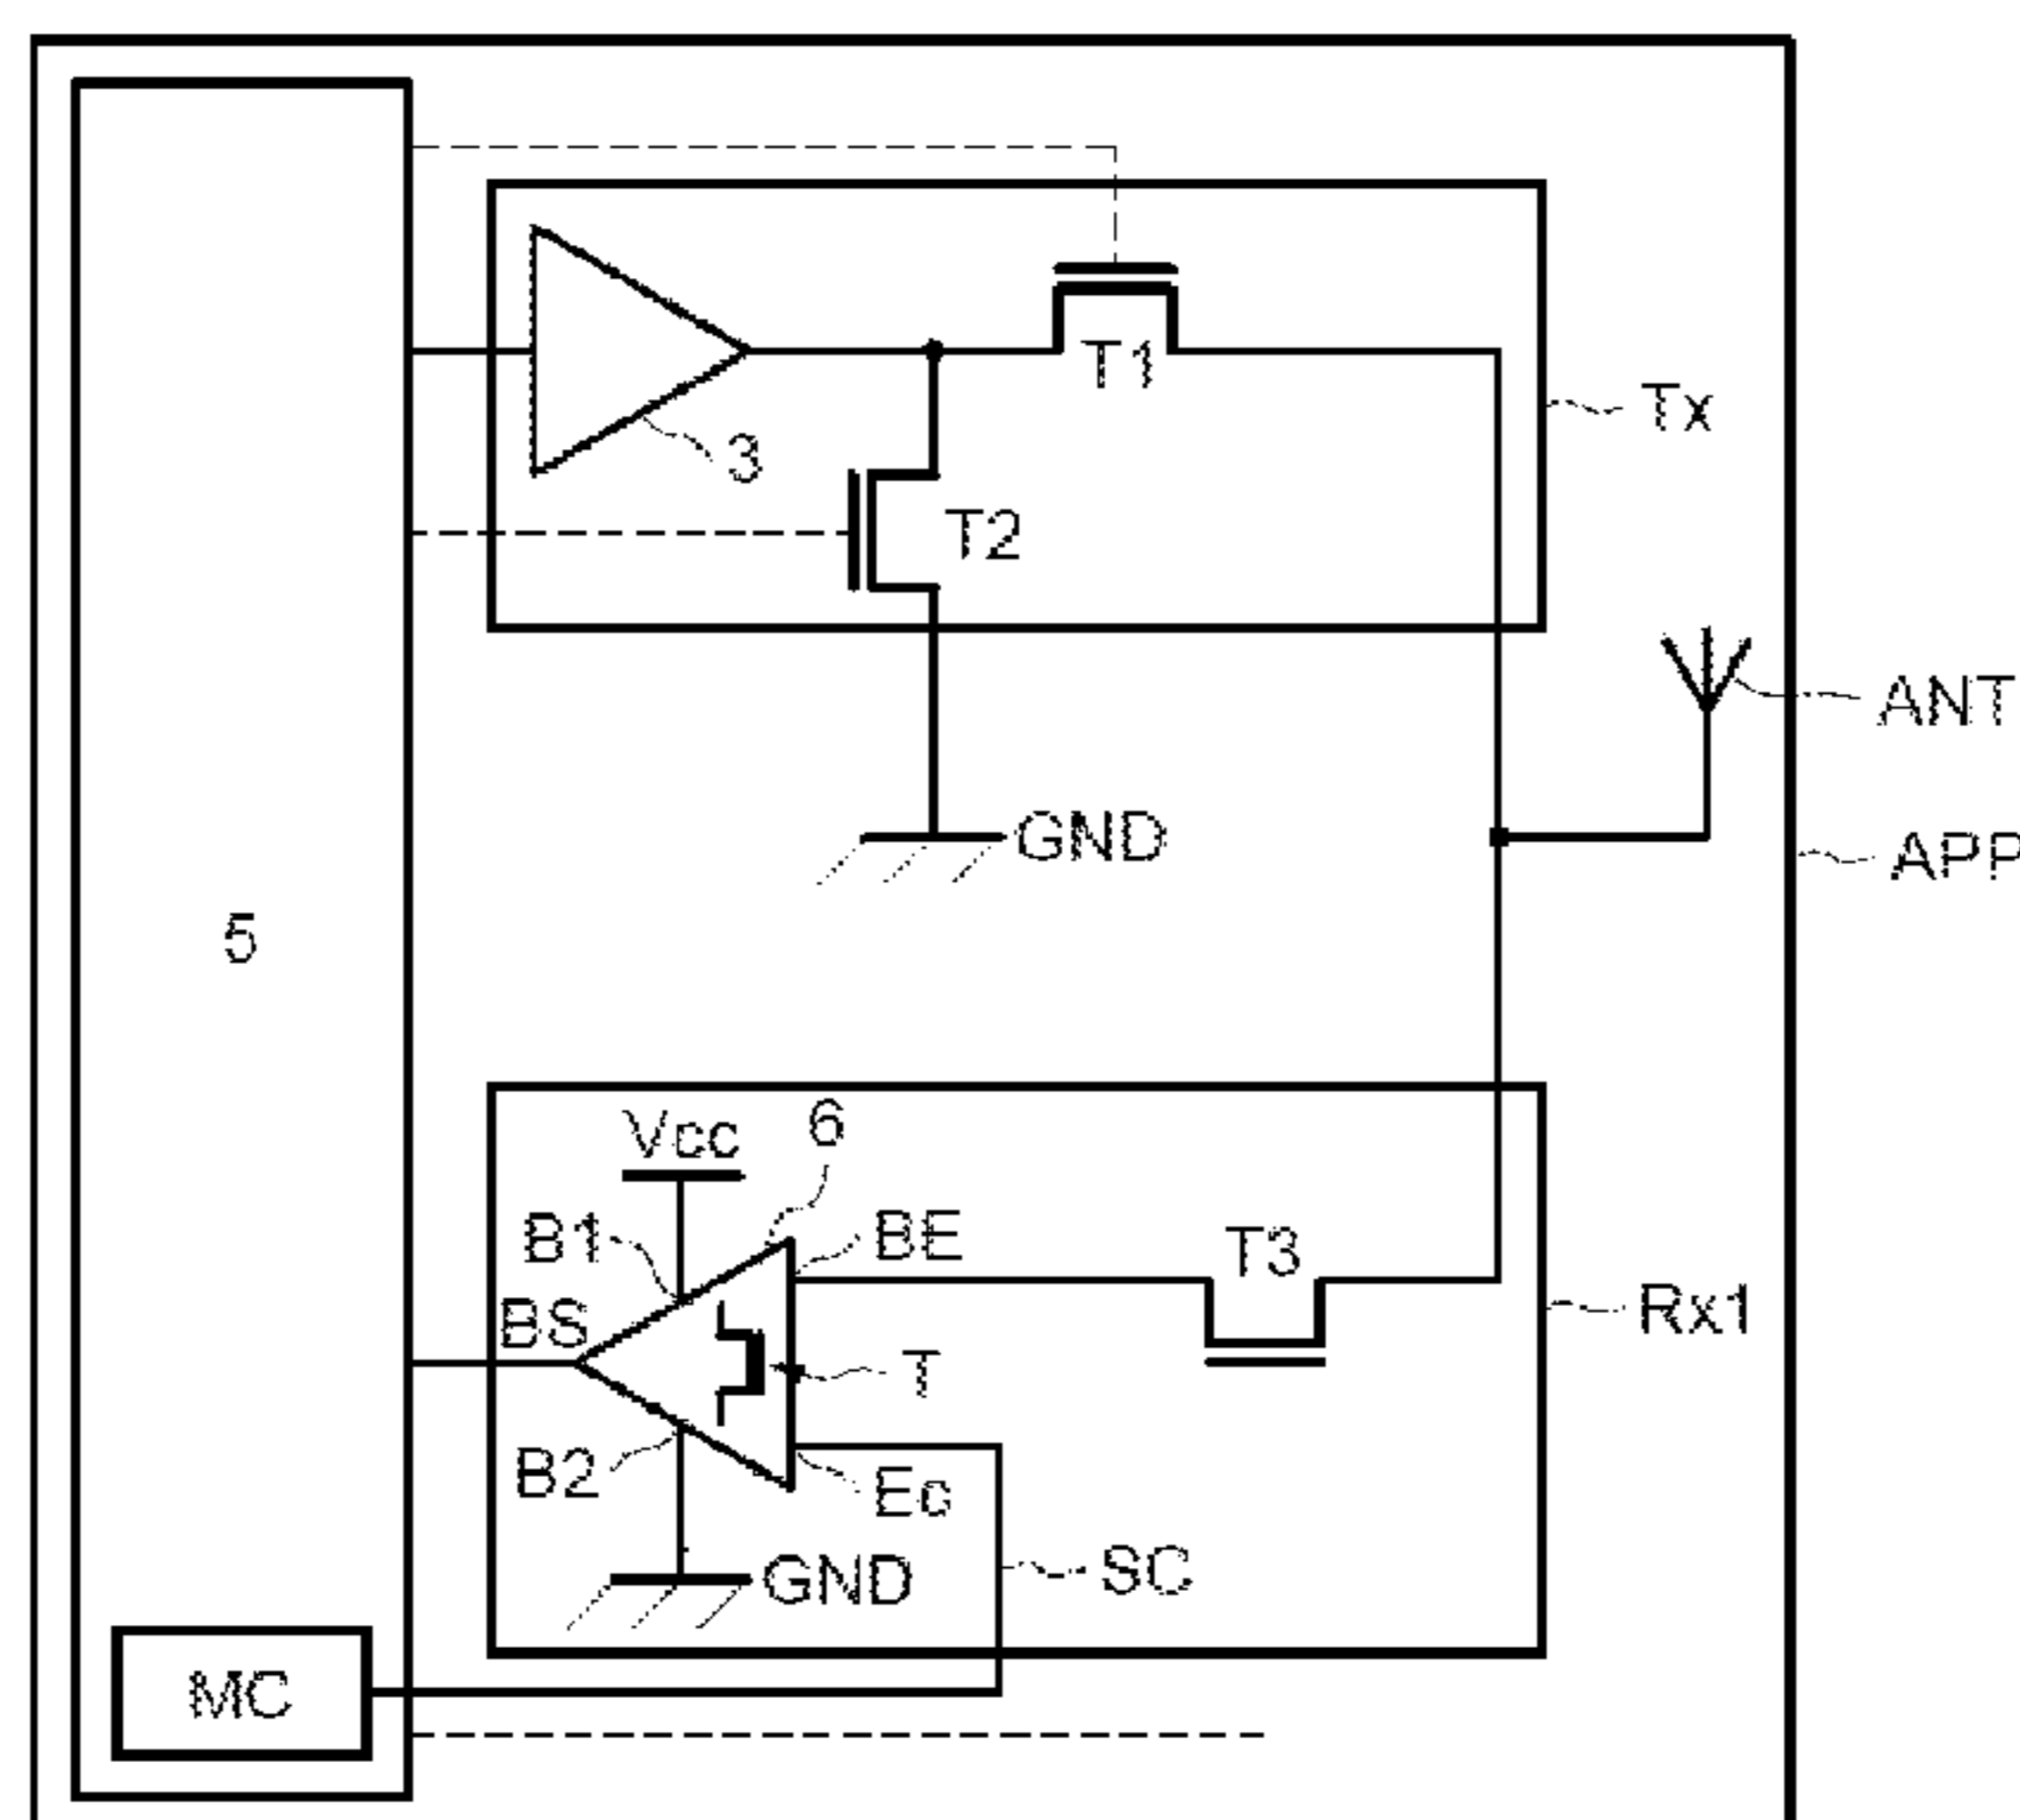 T1
Tx
3
T2
ANT
GND
APP
5
Vcc
6
B1
BE
T3
BS
Rx1
T
B2
Ec
SC
GND
MC